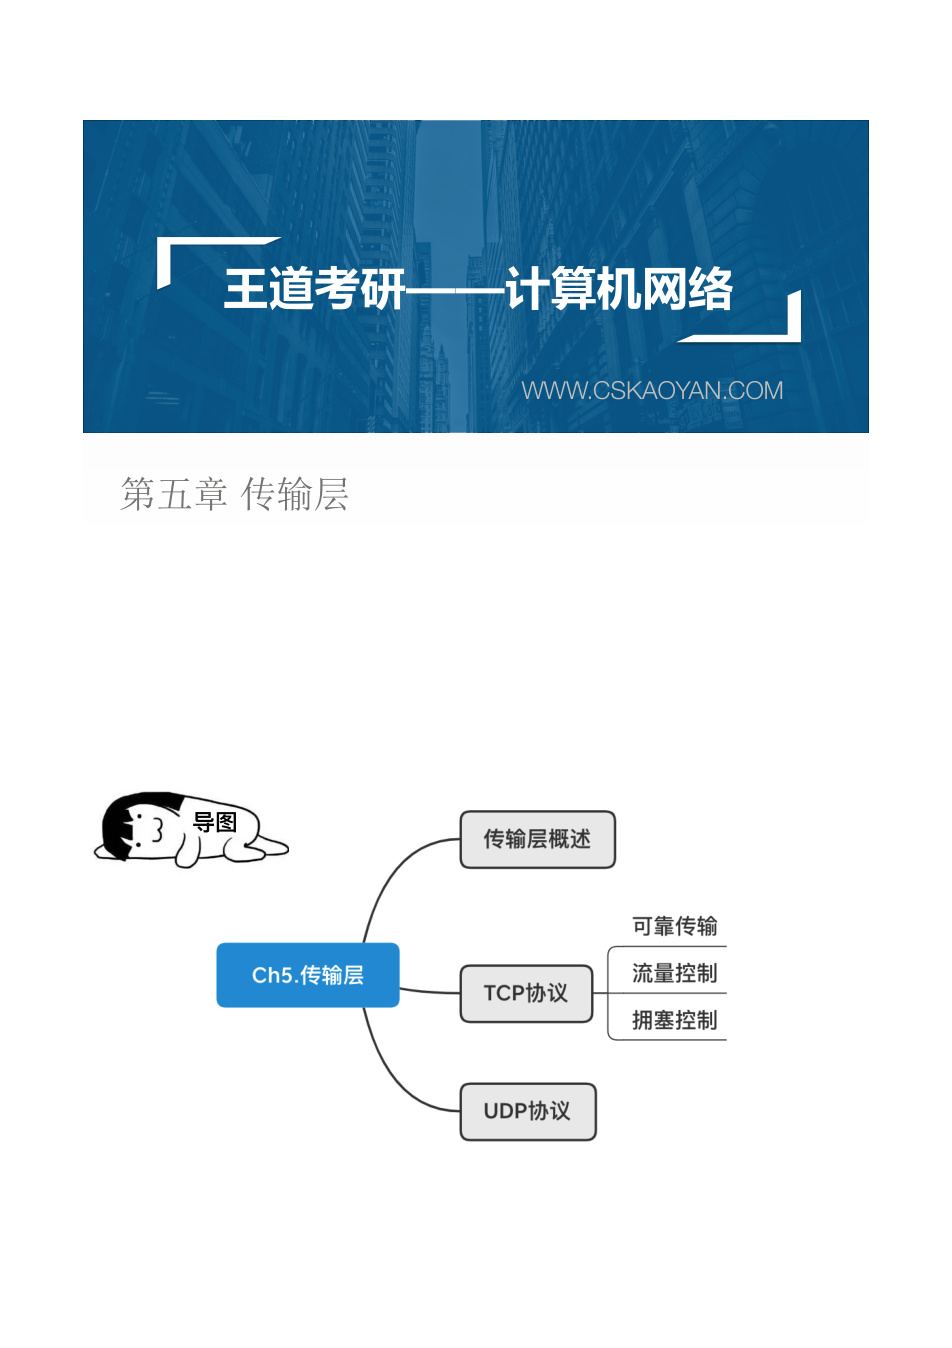 王道考研——计算机网络
WWW.CSKAOYAN.COM
第五章 传输层
导图
传输层概述
可靠传输
Ch5.传输层
TCP协议
流量控制
拥塞控制
UDP协议